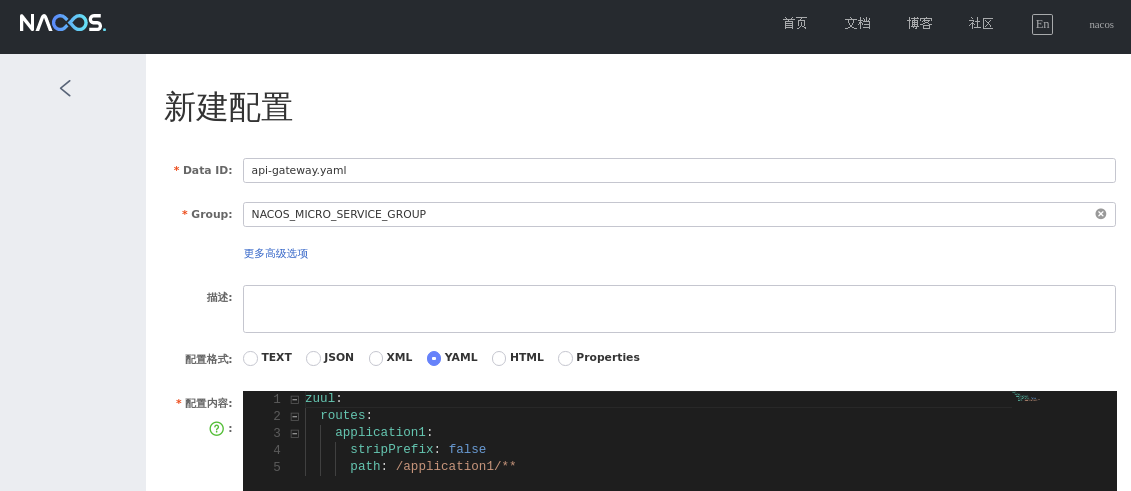 NACOS.
首页 文档 博客 社区 En nacos
新建配置
* Data ID: api-gateway.yaml
* Group: NACOS_MICRO_SERVICE_GROUP
更多高级选项
描述:
配置格式: TEXT JSON XML YAML HTML Properties
* 配置内容:
? :
1 zuul:
2 routes:
3 application1:
4 stripPrefix: false
5 path: /application1/**